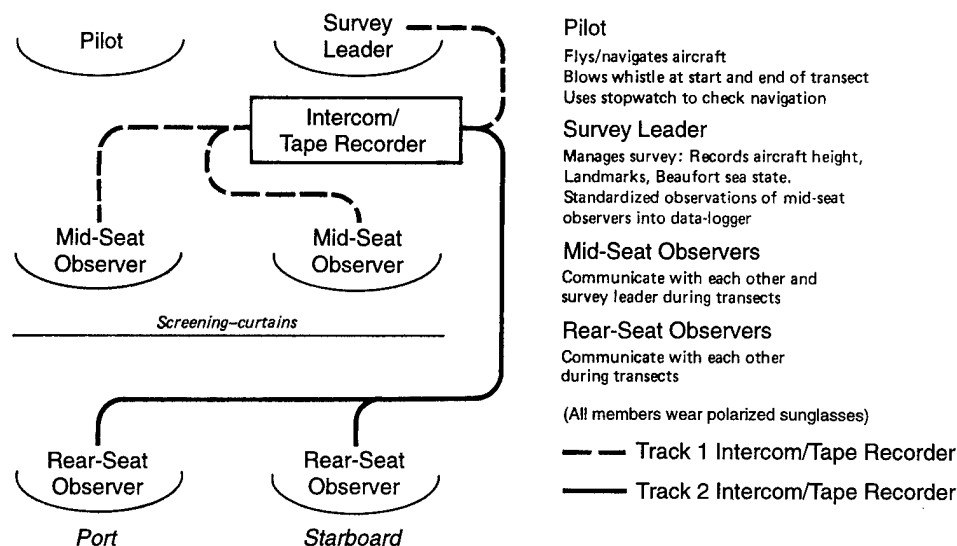 Pilot
Survey
Leader
Intercom/
Tape Recorder
Mid-Seat
Observer
Mid-Seat
Observer
Screening-curtains
Rear-Seat
Observer
Rear-Seat
Observer
Port
Starboard
Pilot
Flys/navigates aircraft
Blows whistle at start and end of transect
Uses stopwatch to check navigation
Survey Leader
Manages survey: Records aircraft height,
Landmarks, Beaufort sea state.
Standardized observations of mid-seat
observers into data-logger
Mid-Seat Observers
Communicate with each other and
survey leader during transects
Rear-Seat Observers
Communicate with each other
during transects
(All members wear polarized sunglasses)
Track 1 Intercom/Tape Recorder
Track 2 Intercom/Tape Recorder